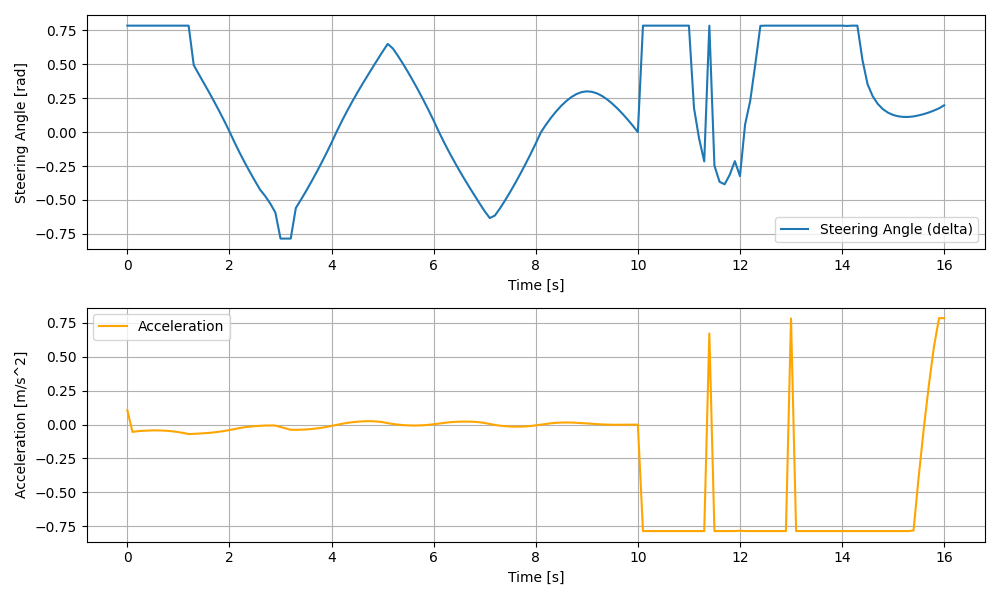 Steering Angle [rad]
0.75
0.50
0.25
0.00
−0.25
−0.50
−0.75
Steering Angle (delta)
0 2 4 6 8 10 12 14 16
Time [s]
Acceleration [m/s^2]
0.75
0.50
0.25
0.00
−0.25
−0.50
−0.75
Acceleration
0 2 4 6 8 10 12 14 16
Time [s]